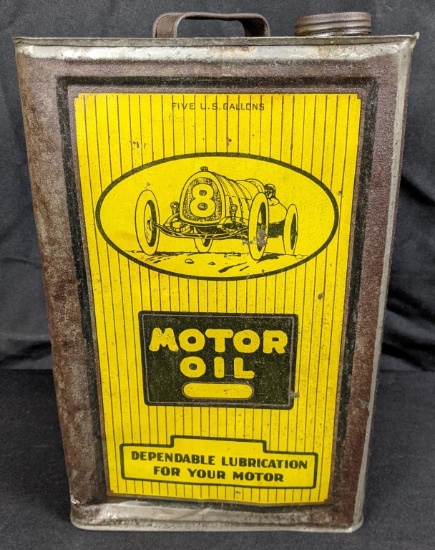 FIVE U.S. GALLONS
8
MOTOR
OIL
DEPENDABLE LUBRICATION
FOR YOUR MOTOR